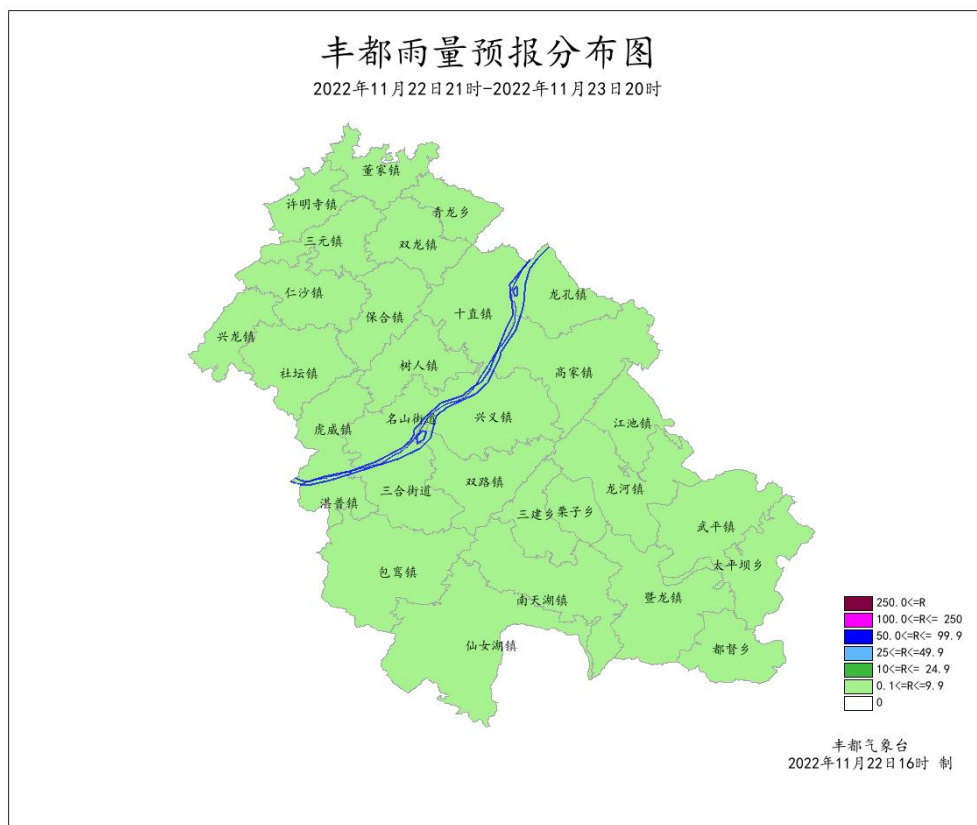 丰都雨量预报分布图
2022年11月22日21时-2022年11月23日20时
董家镇
许明寺镇
青龙乡
三元镇
双龙镇
仁沙镇
龙孔镇
保合镇
十直镇
兴龙镇
树人镇
社坛镇
高家镇
名山街道
兴义镇
江池镇
虎威镇
双路镇
龙河镇
三合街道
湛普镇
三建乡
栗子乡
武平镇
太平坝乡
包鸾镇
南天湖镇
暨龙镇
仙女湖镇
都督乡
250.0<=R
100.0<=R<= 250
50.0<=R<= 99.9
25<=R<=49.9
10<=R<= 24.9
0.1<=R<=9.9
0
丰都气象台
2022年11月22日16时 制